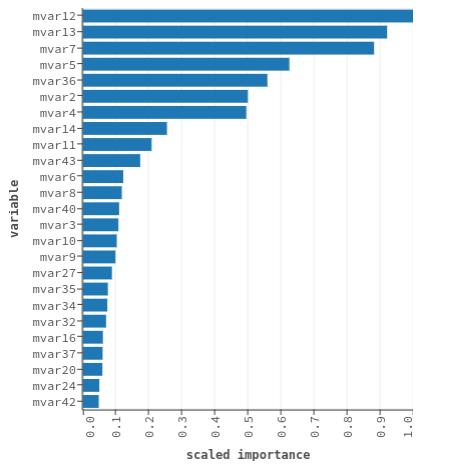 mvar12
mvar13
mvar7
mvar5
mvar36
mvar2
mvar4
mvar14
mvar11
mvar43
mvar6
mvar8
mvar40
mvar3
mvar10
mvar9
mvar27
mvar35
mvar34
mvar32
mvar16
mvar37
mvar20
mvar24
mvar42
variable
0.0 0.1 0.2 0.3 0.4 0.5 0.6 0.7 0.8 0.9 1.0
scaled importance